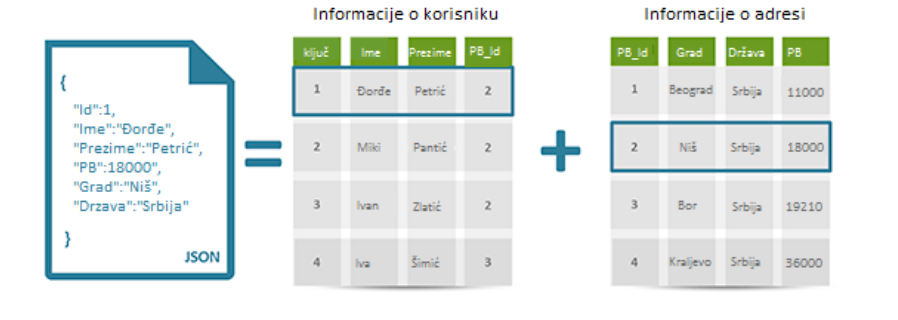 Informacije o korisniku
Informacije o adresi
{
"Id":1,
"Ime":"Đorđe",
"Prezime":"Petrić",
"PB":18000",
"Grad":"Niš",
"Drzava":"Srbija"
}
JSON
=
ključ Ime Prezime PB_Id
1 Đorđe Petrić 2
2 Miki Pantić 2
3 Ivan Zlatić 2
4 Iva Šimić 3
+
PB_Id Grad Država PB
1 Beograd Srbija 11000
2 Niš Srbija 18000
3 Bor Srbija 19210
4 Kraljevo Srbija 36000